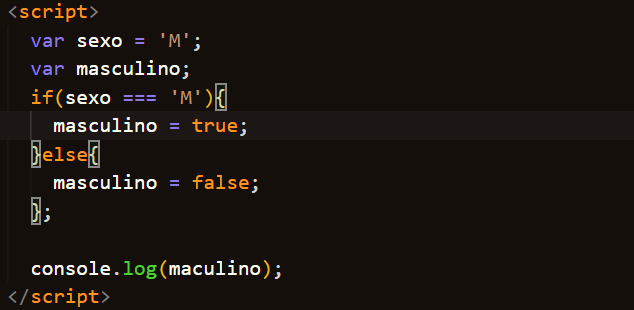 <script>
var sexo = 'M';
var masculino;
if(sexo === 'M'){
masculino = true;
}else{
masculino = false;
};
console.log(maculino);
</script>